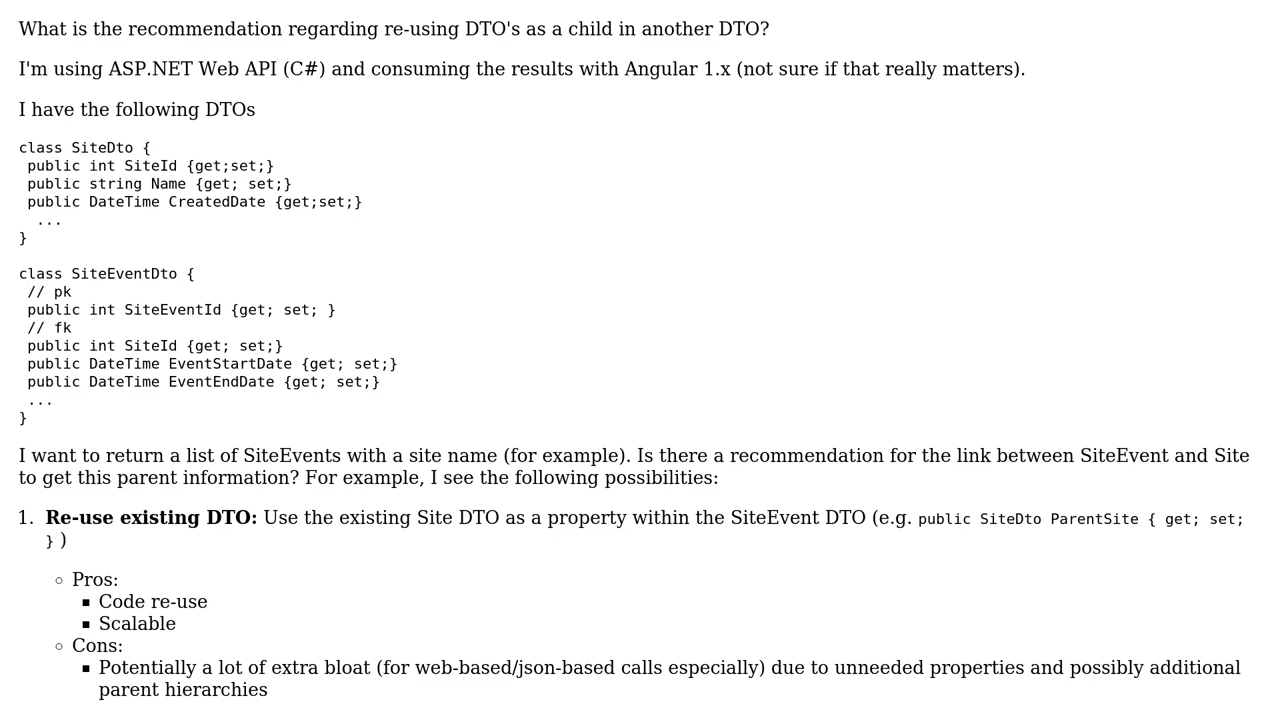 What is the recommendation regarding re-using DTO's as a child in another DTO?
I'm using ASP.NET Web API (C#) and consuming the results with Angular 1.x (not sure if that really matters).
I have the following DTOs
class SiteDto {
 public int SiteId {get;set;}
 public string Name {get; set;}
 public DateTime CreatedDate {get;set;}
  ...
}
class SiteEventDto {
 // pk
 public int SiteEventId {get; set; }
 // fk
 public int SiteId {get; set;}
 public DateTime EventStartDate {get; set;}
 public DateTime EventEndDate {get; set;}
 ...
}
I want to return a list of SiteEvents with a site name (for example). Is there a recommendation for the link between SiteEvent and Site
to get this parent information? For example, I see the following possibilities:
1. Re-use existing DTO: Use the existing Site DTO as a property within the SiteEvent DTO (e.g. public SiteDto ParentSite { get; set;
} )
◦ Pros:
▪ Code re-use
▪ Scalable
◦ Cons:
▪ Potentially a lot of extra bloat (for web-based/json-based calls especially) due to unneeded properties and possibly additional
parent hierarchies